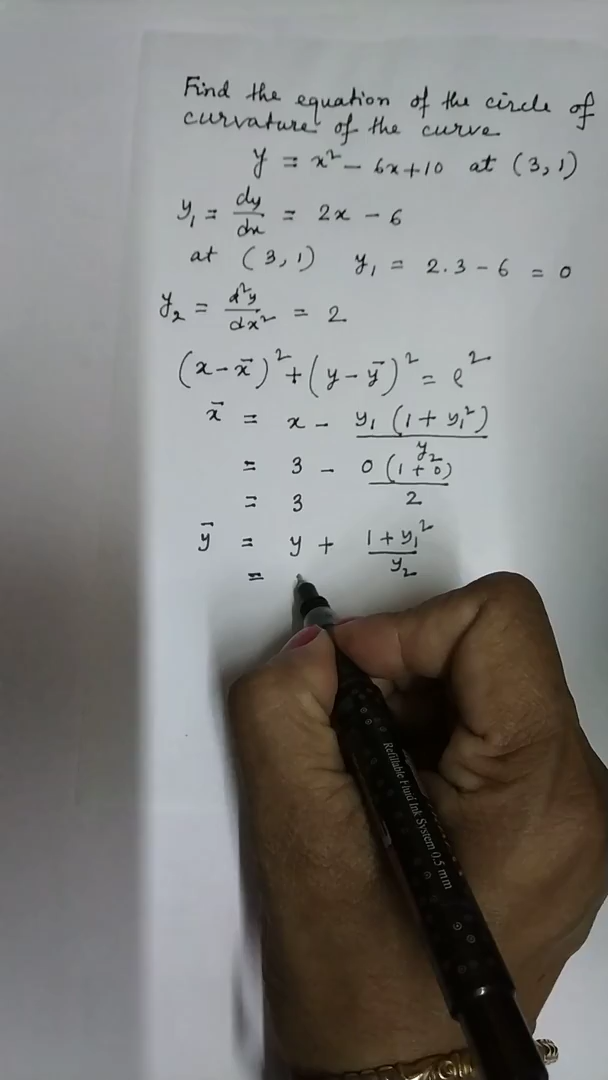 Find the equation of the circle of
curvature of the curve
y = x² - 6x + 10 at (3, 1)
y₁ = dy/dx = 2x - 6
at (3, 1) y₁ = 2.3 - 6 = 0
y₂ = d²y/dx² = 2
(x - x̄)² + (y - ȳ)² = ρ²
x̄ = x - y₁ (1 + y₁²)/y₂
= 3 - 0 (1 + 0)/2
= 3
ȳ = y + 1 + y₁²/y₂
=
Refillable Fluid Ink System 0.5 mm